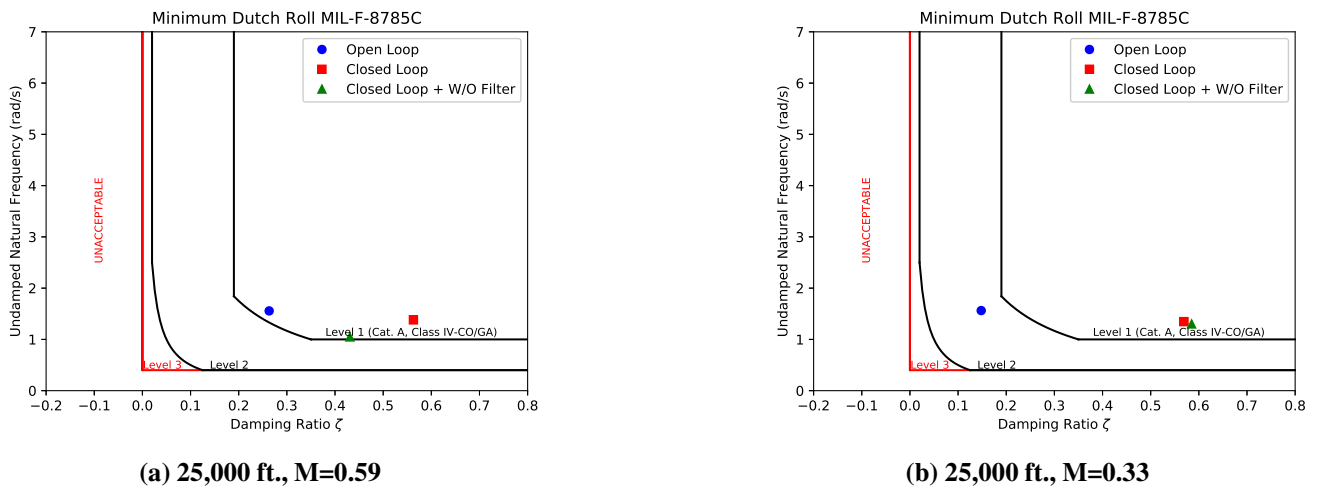 Minimum Dutch Roll MIL-F-8785C
Open Loop
Closed Loop
Closed Loop + W/O Filter
UNACCEPTABLE
Level 1 (Cat. A, Class IV-CO/GA)
Level 3
Level 2
7
6
5
4
3
2
1
0
−0.2
−0.1
0.0
0.1
0.2
0.3
0.4
0.5
0.6
0.7
0.8
Undamped Natural Frequency (rad/s)
Damping Ratio ζ
(a) 25,000 ft., M=0.59
Minimum Dutch Roll MIL-F-8785C
Open Loop
Closed Loop
Closed Loop + W/O Filter
UNACCEPTABLE
Level 1 (Cat. A, Class IV-CO/GA)
Level 3
Level 2
7
6
5
4
3
2
1
0
−0.2
−0.1
0.0
0.1
0.2
0.3
0.4
0.5
0.6
0.7
0.8
Undamped Natural Frequency (rad/s)
Damping Ratio ζ
(b) 25,000 ft., M=0.33